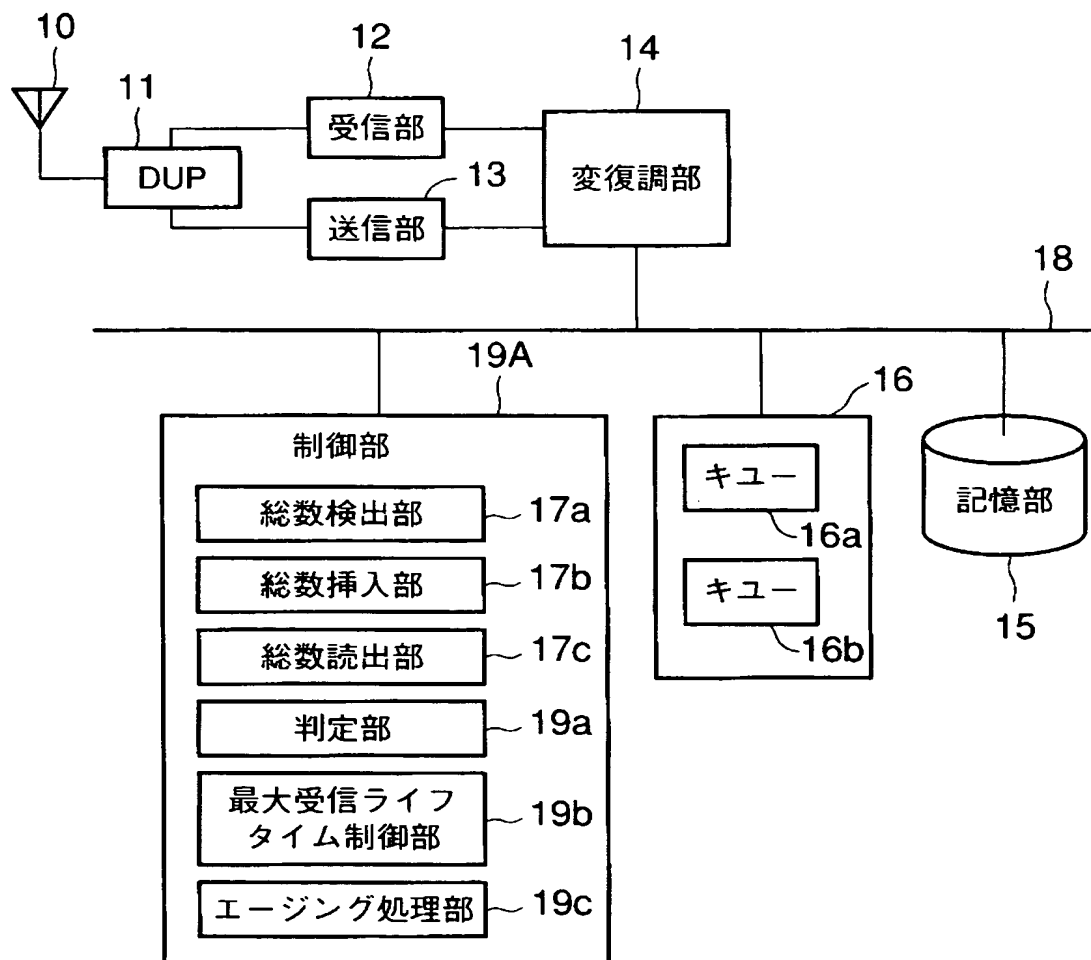 10
11
12
14
DUP
受信部
13
送信部
変復調部
18
19A
16
制御部
総数検出部
17a
総数挿入部
17b
総数読出部
17c
判定部
19a
最大受信ライフ
タイム制御部
19b
エージング処理部
19c
キユー
16a
キユー
16b
記憶部
15